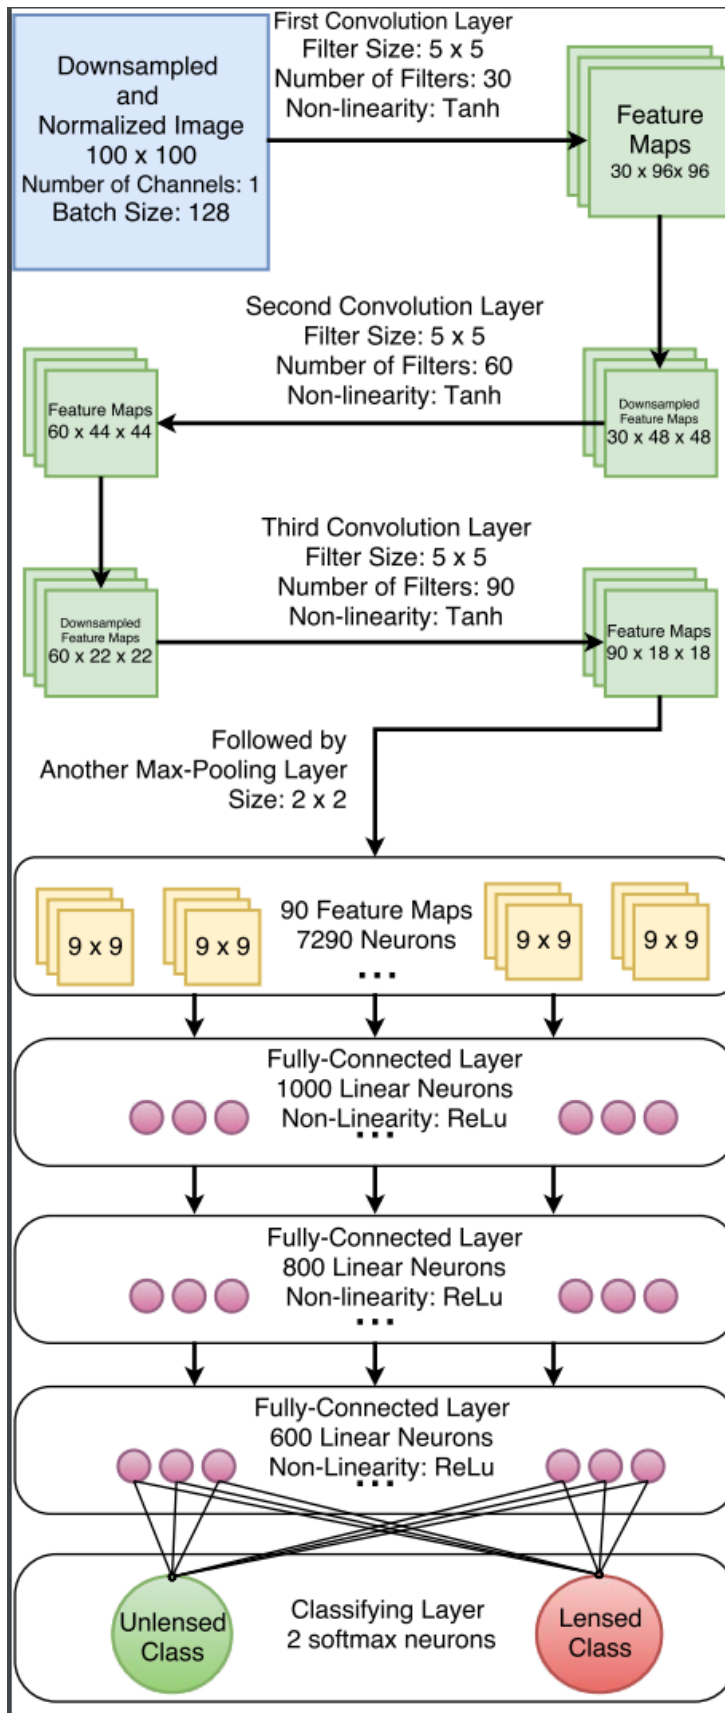 Downsampled
and
Normalized Image
100 x 100
Number of Channels: 1
Batch Size: 128
First Convolution Layer
Filter Size: 5 x 5
Number of Filters: 30
Non-linearity: Tanh
Feature
Maps
30 x 96x 96
Second Convolution Layer
Filter Size: 5 x 5
Number of Filters: 60
Non-linearity: Tanh
Downsampled
Feature Maps
30 x 48 x 48
Feature Maps
60 x 44 x 44
Third Convolution Layer
Filter Size: 5 x 5
Number of Filters: 90
Non-linearity: Tanh
Downsampled
Feature Maps
60 x 22 x 22
Feature Maps
90 x 18 x 18
Followed by
Another Max-Pooling Layer
Size: 2 x 2
90 Feature Maps
7290 Neurons
...
9 x 9
9 x 9
9 x 9
9 x 9
Fully-Connected Layer
1000 Linear Neurons
Non-Linearity: ReLu
...
Fully-Connected Layer
800 Linear Neurons
Non-linearity: ReLu
...
Fully-Connected Layer
600 Linear Neurons
Non-Linearity: ReLu
...
Unlensed
Class
Classifying Layer
2 softmax neurons
Lensed
Class